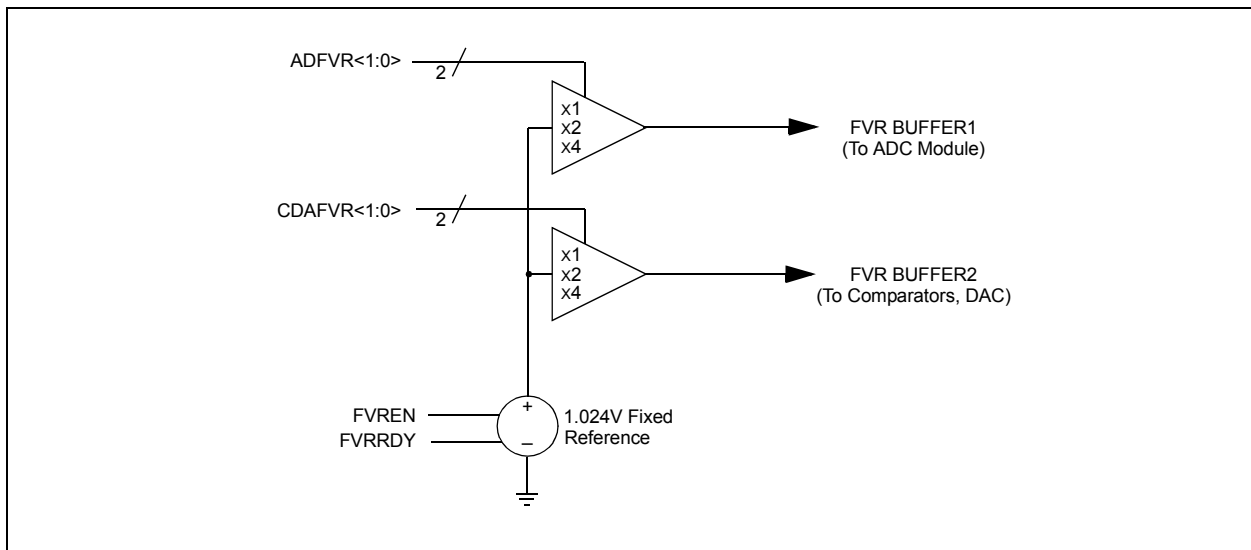 ADFVR<1:0>
2
x1
x2
x4
FVR BUFFER1
(To ADC Module)
CDAFVR<1:0>
2
x1
x2
x4
FVR BUFFER2
(To Comparators, DAC)
FVREN
FVRRDY
+
–
1.024V Fixed
Reference